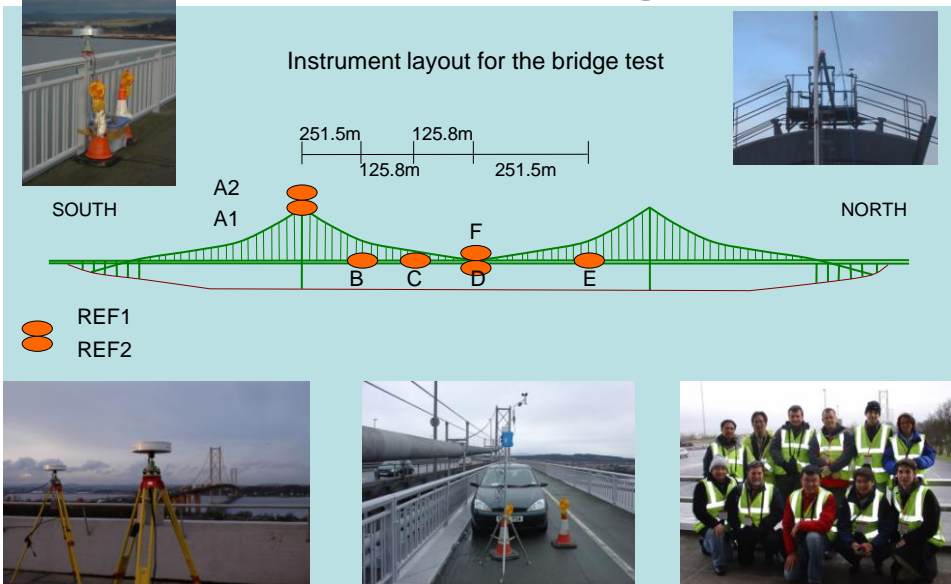 Instrument layout for the bridge test
251.5m 125.8m
125.8m 251.5m
A2
SOUTH A1 NORTH
F
B C D E
REF1
REF2